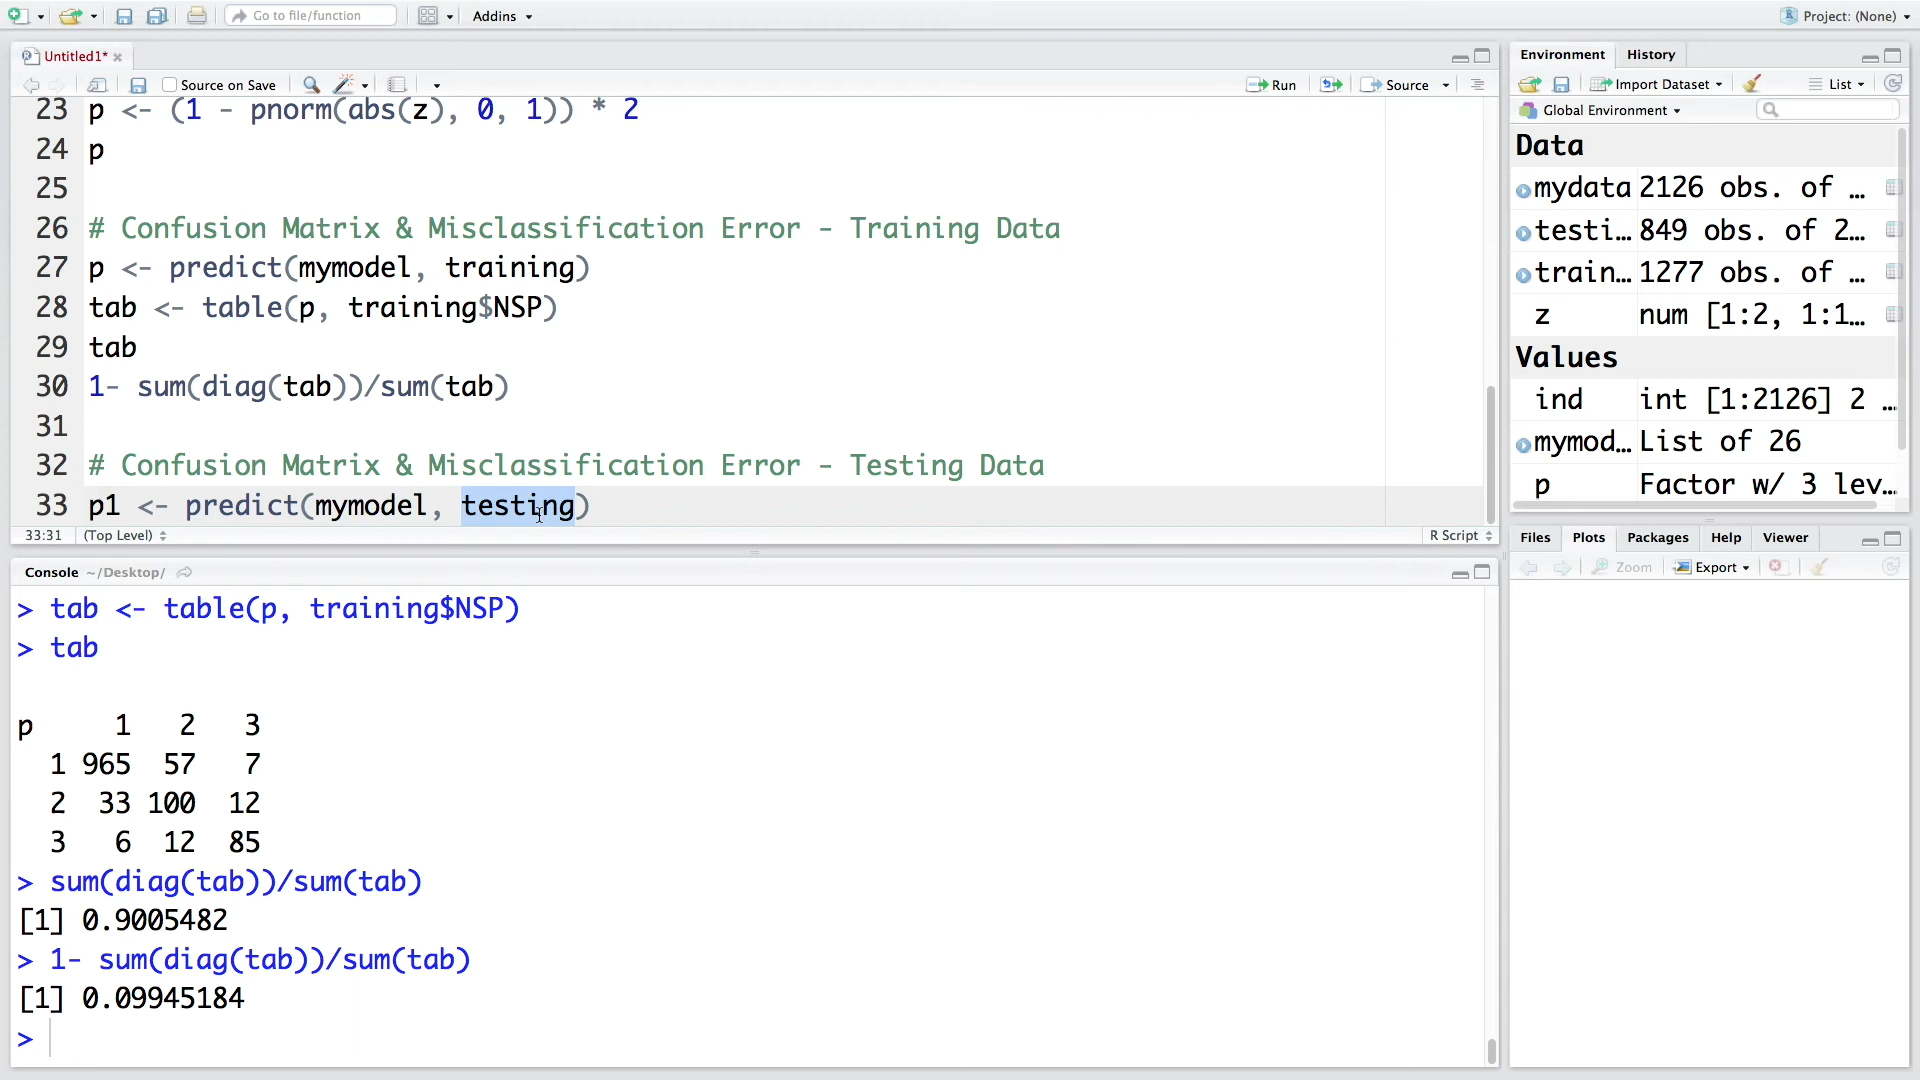 Go to file/function
Addins
Project: (None)
Untitled1*
Source on Save
Run
Source
23 p <- (1 - pnorm(abs(z), 0, 1)) * 2
24 p
25
26 # Confusion Matrix & Misclassification Error - Training Data
27 p <- predict(mymodel, training)
28 tab <- table(p, training$NSP)
29 tab
30 1- sum(diag(tab))/sum(tab)
31
32 # Confusion Matrix & Misclassification Error - Testing Data
33 p1 <- predict(mymodel, testing)
33:31 (Top Level) R Script
Console ~/Desktop/
> tab <- table(p, training$NSP)
> tab
p 1 2 3
1 965 57 7
2 33 100 12
3 6 12 85
> sum(diag(tab))/sum(tab)
[1] 0.9005482
> 1- sum(diag(tab))/sum(tab)
[1] 0.09945184
>
Environment History
Import Dataset List
Global Environment
Data
mydata 2126 obs. of …
testi… 849 obs. of 2…
train… 1277 obs. of …
z num [1:2, 1:1…
Values
ind int [1:2126] 2 …
mymod… List of 26
p Factor w/ 3 lev…
Files Plots Packages Help Viewer
Zoom Export